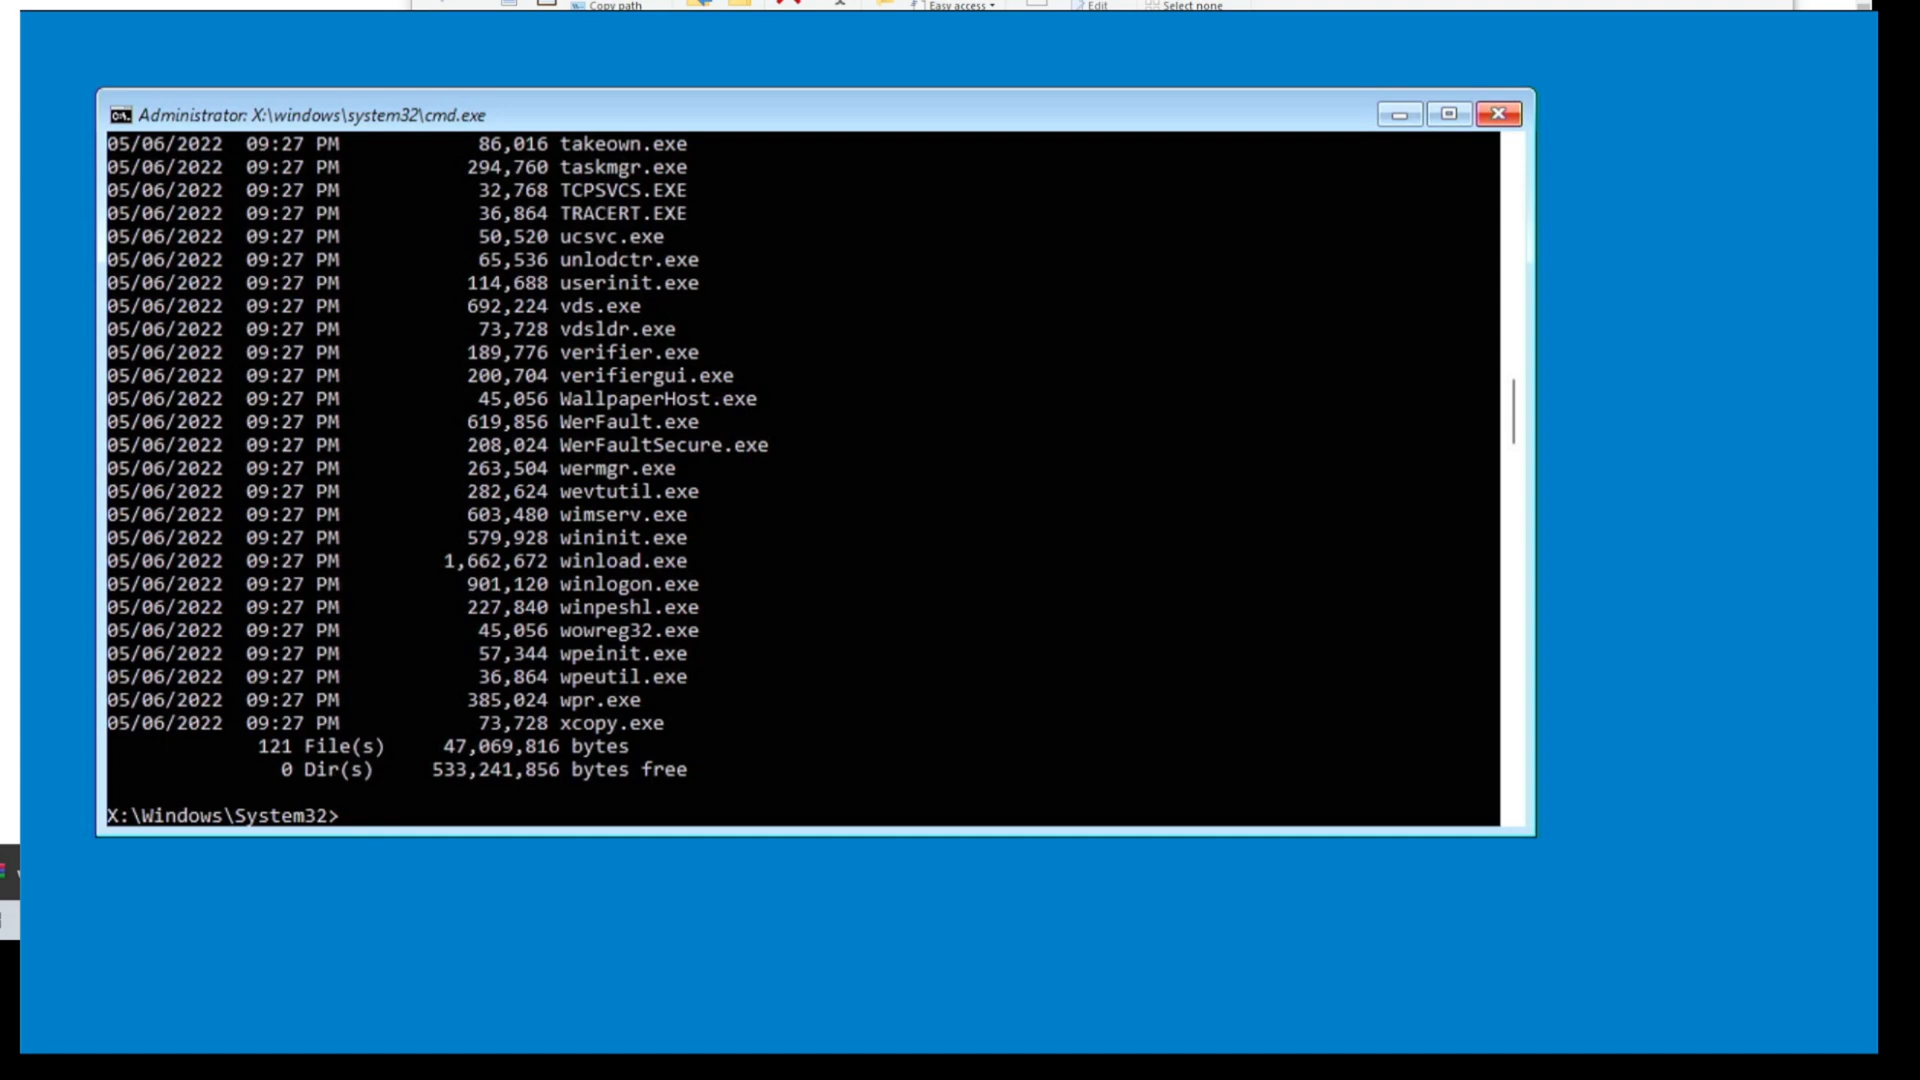 Copy path
Easy access
Edit
Select none
Administrator: X:\windows\system32\cmd.exe
05/06/2022 09:27 PM 86,016 takeown.exe
05/06/2022 09:27 PM 294,760 taskmgr.exe
05/06/2022 09:27 PM 32,768 TCPSVCS.EXE
05/06/2022 09:27 PM 36,864 TRACERT.EXE
05/06/2022 09:27 PM 50,520 ucsvc.exe
05/06/2022 09:27 PM 65,536 unlodctr.exe
05/06/2022 09:27 PM 114,688 userinit.exe
05/06/2022 09:27 PM 692,224 vds.exe
05/06/2022 09:27 PM 73,728 vdsldr.exe
05/06/2022 09:27 PM 189,776 verifier.exe
05/06/2022 09:27 PM 200,704 verifiergui.exe
05/06/2022 09:27 PM 45,056 WallpaperHost.exe
05/06/2022 09:27 PM 619,856 WerFault.exe
05/06/2022 09:27 PM 208,024 WerFaultSecure.exe
05/06/2022 09:27 PM 263,504 wermgr.exe
05/06/2022 09:27 PM 282,624 wevtutil.exe
05/06/2022 09:27 PM 603,480 wimserv.exe
05/06/2022 09:27 PM 579,928 wininit.exe
05/06/2022 09:27 PM 1,662,672 winload.exe
05/06/2022 09:27 PM 901,120 winlogon.exe
05/06/2022 09:27 PM 227,840 winpeshl.exe
05/06/2022 09:27 PM 45,056 wowreg32.exe
05/06/2022 09:27 PM 57,344 wpeinit.exe
05/06/2022 09:27 PM 36,864 wpeutil.exe
05/06/2022 09:27 PM 385,024 wpr.exe
05/06/2022 09:27 PM 73,728 xcopy.exe
121 File(s) 47,069,816 bytes
0 Dir(s) 533,241,856 bytes free
X:\Windows\System32>